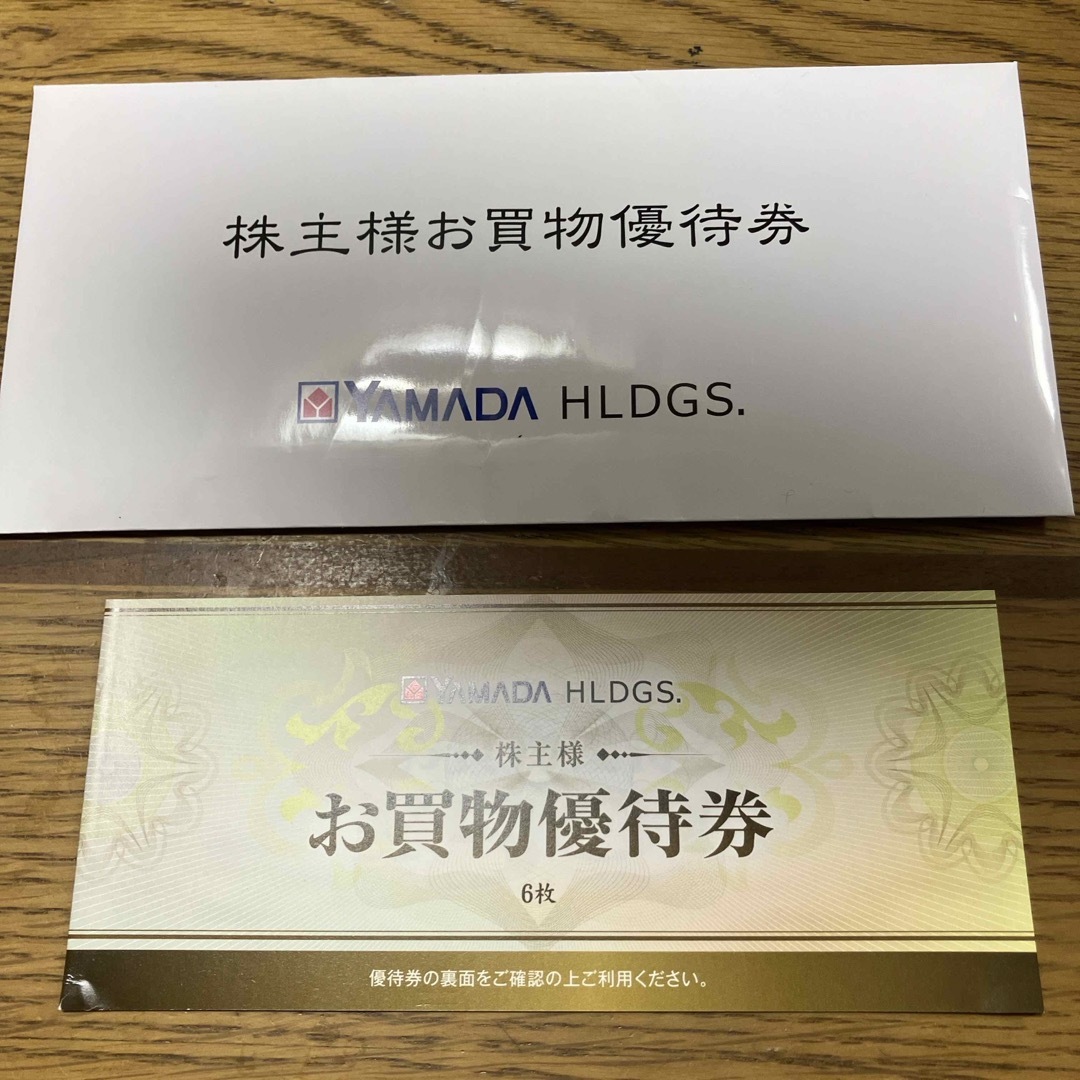 株主様お買物優待券
YAMADA HLDGS.
YAMADA HLDGS.
株主様
お買物優待券
6枚
優待券の裏面をご確認の上ご利用ください。